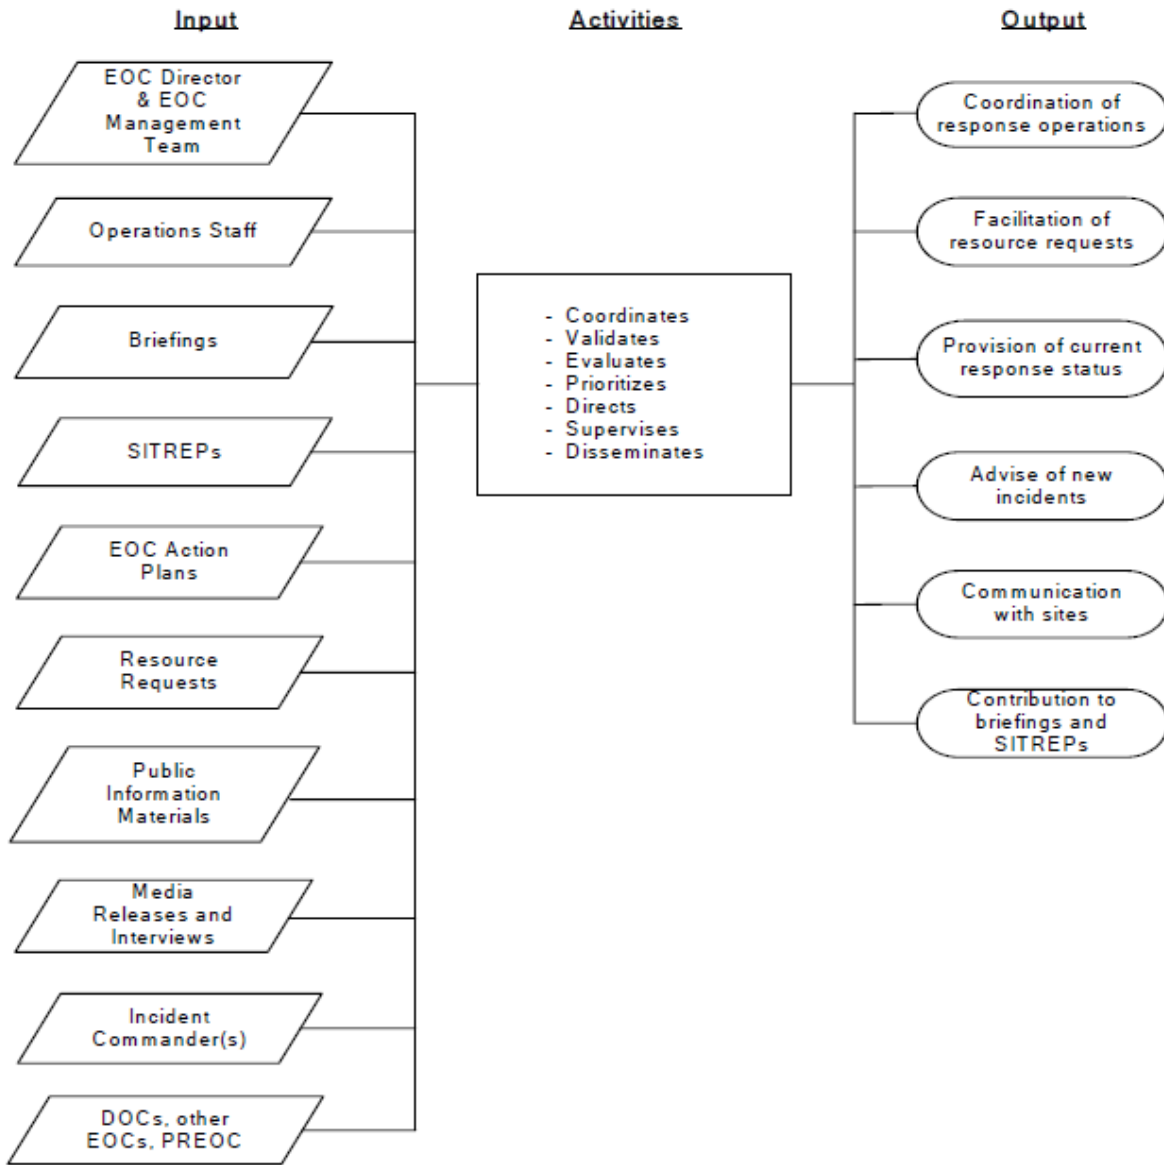 Input
Activities
Output
EOC Director
& EOC
Management
Team
Operations Staff
Briefings
SITREPs
EOC Action
Plans
Resource
Requests
Public
Information
Materials
Media
Releases and
Interviews
Incident
Commander(s)
DOCs, other
EOCs, PREOC
- Coordinates
- Validates
- Evaluates
- Prioritizes
- Directs
- Supervises
- Disseminates
Coordination of
response operations
Facilitation of
resource requests
Provision of current
response status
Advise of new
incidents
Communication
with sites
Contribution to
briefings and
SITREPs